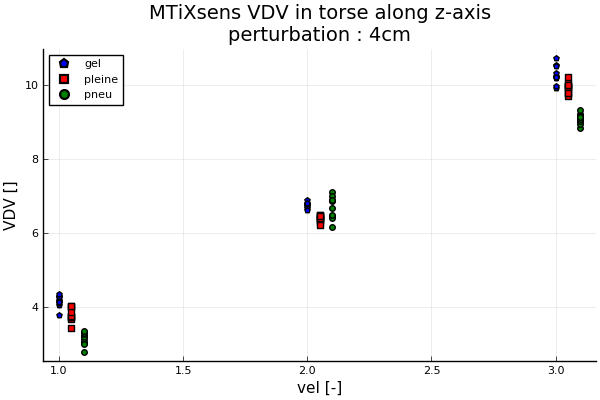 MTiXsens VDV in torse along z-axis
perturbation : 4cm
gel
pleine
pneu
VDV []
10
8
6
4
1.0 1.5 2.0 2.5 3.0
vel [-]